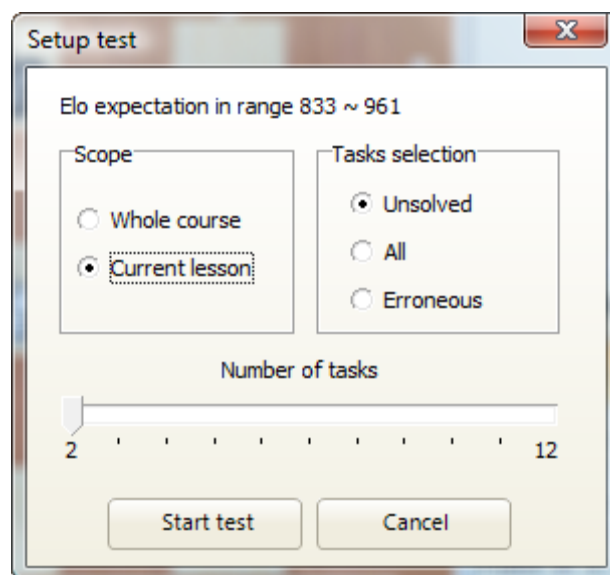 Setup test
Elo expectation in range 833 ~ 961
Scope
Whole course
Current lesson
Tasks selection
Unsolved
All
Erroneous
Number of tasks
2 12
Start test Cancel